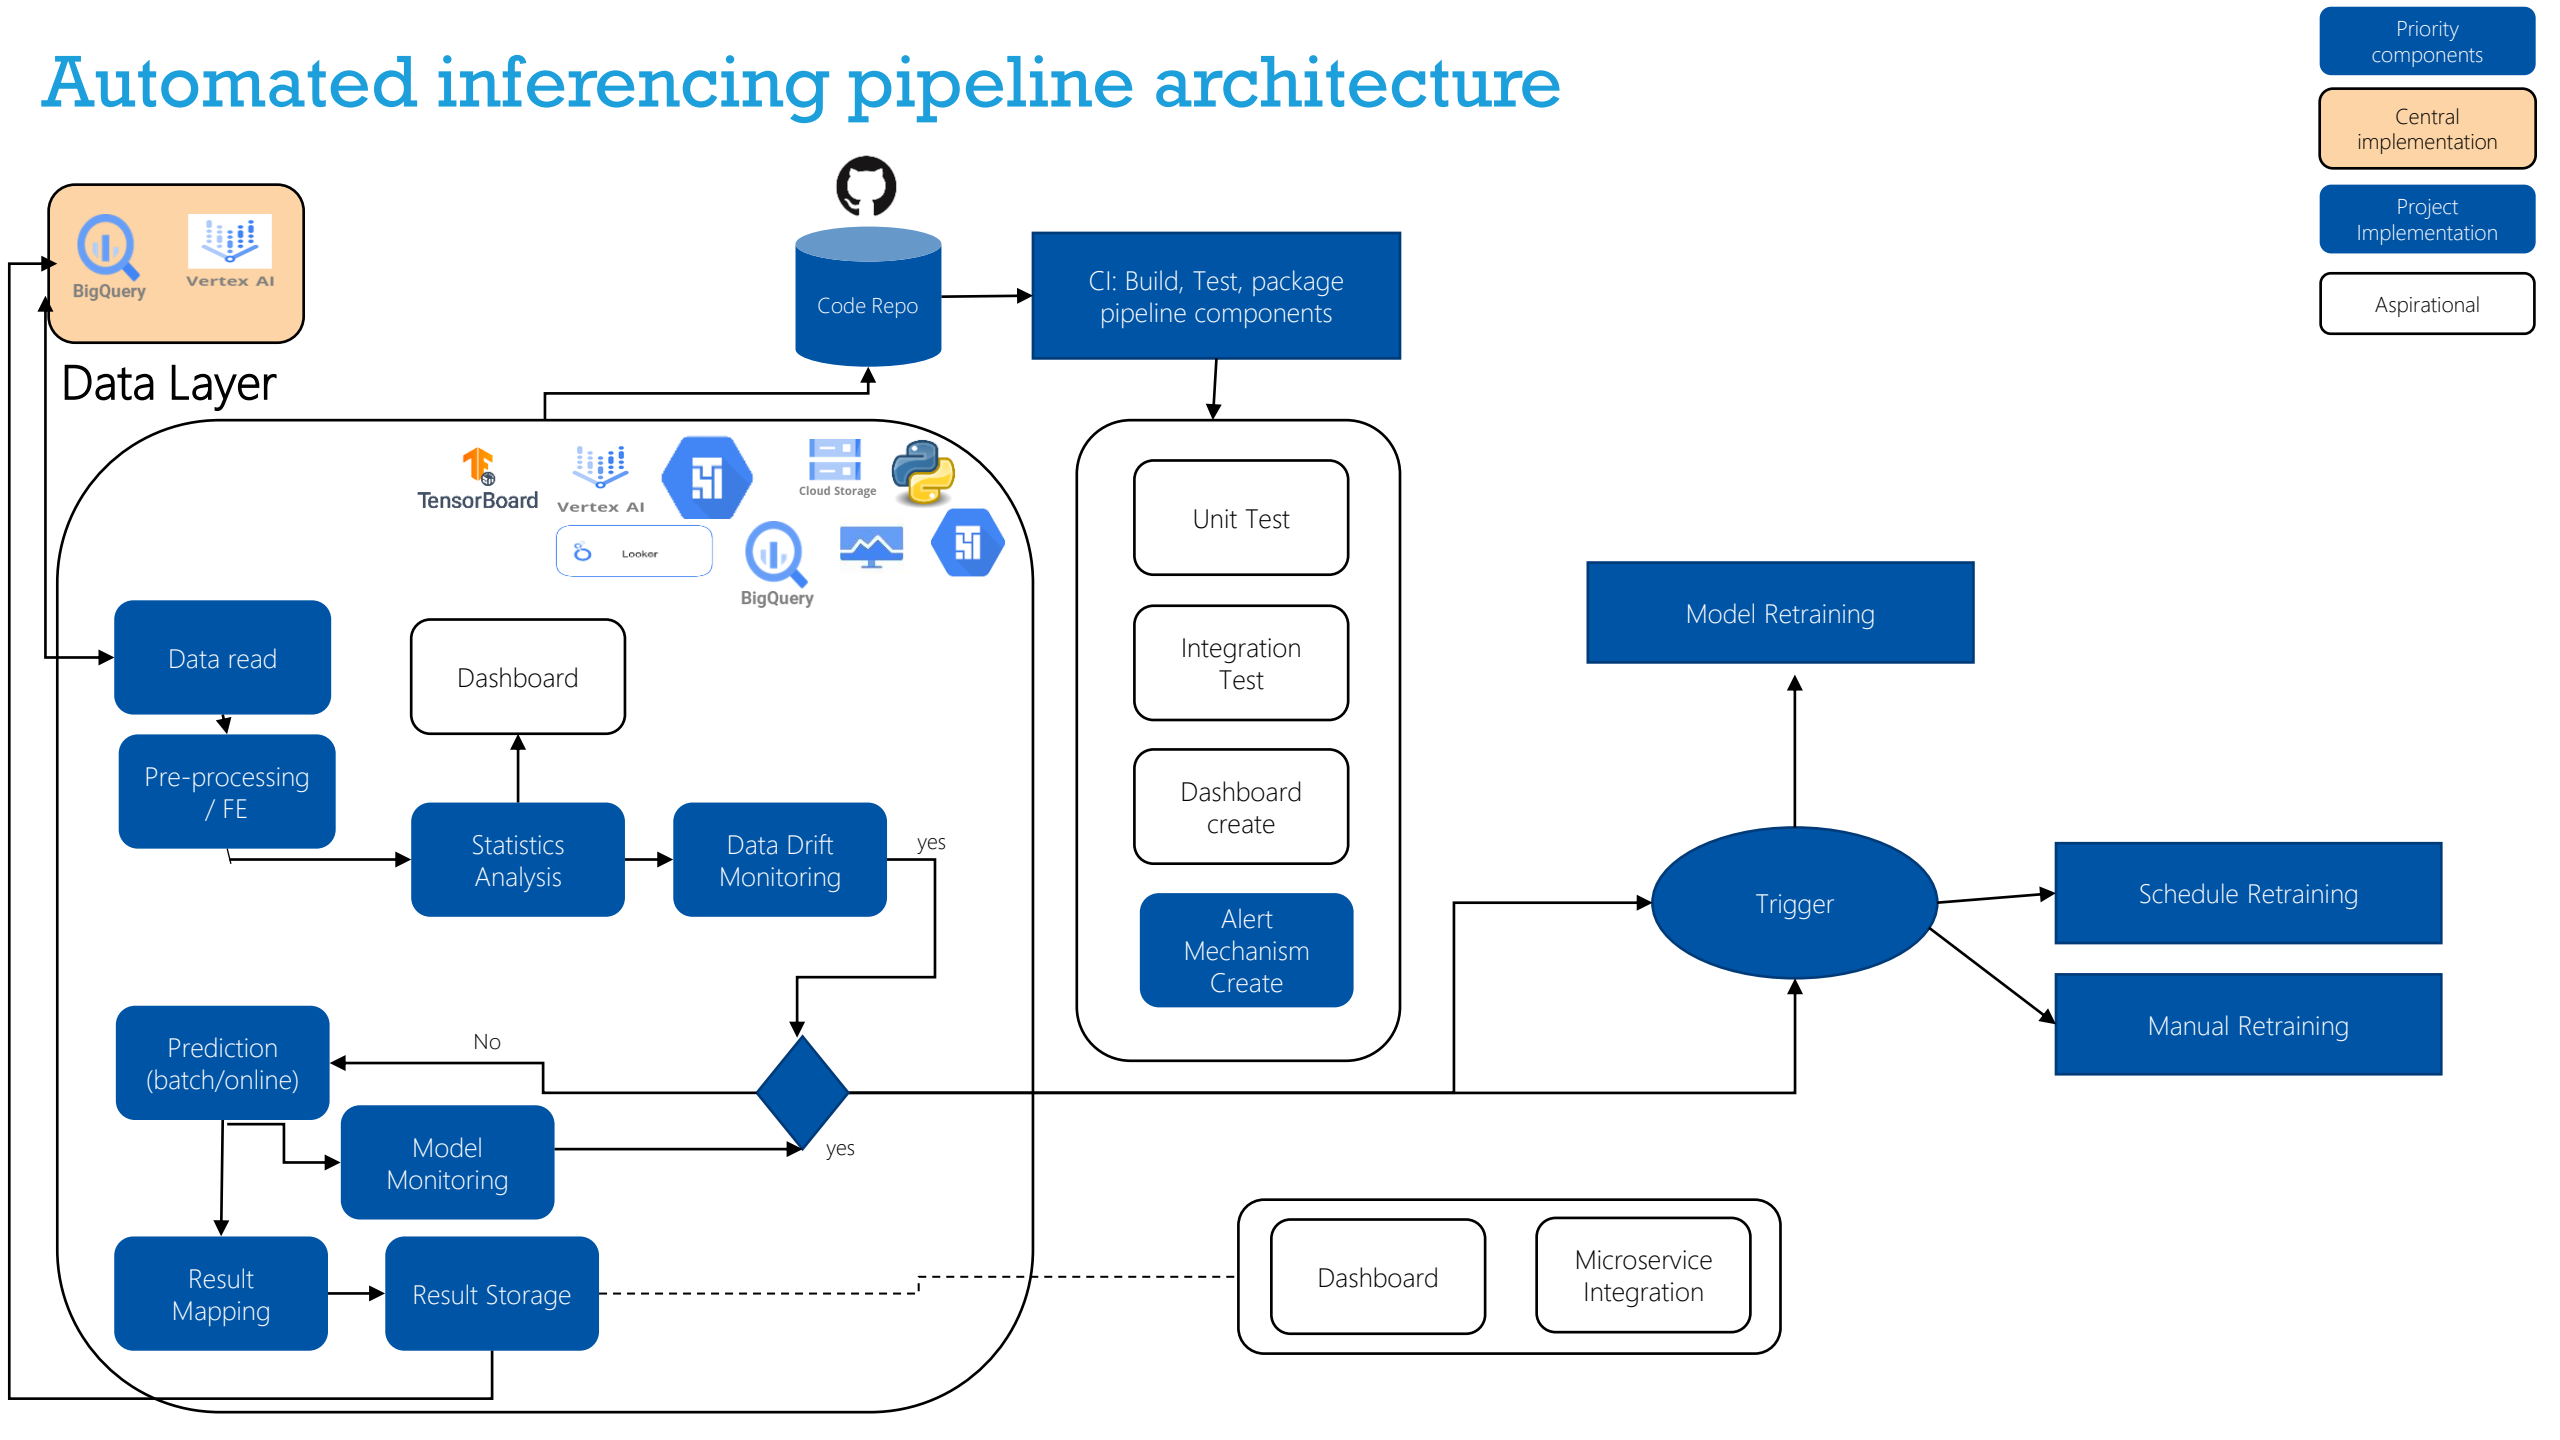 Automated inferencing pipeline architecture
Priority
components
Central
implementation
Project
Implementation
Aspirational
BigQuery
Vertex AI
Data Layer
Code Repo
CI: Build, Test, package
pipeline components
TensorBoard
Vertex AI
Cloud Storage
Looker
BigQuery
Data read
Pre-processing
/ FE
Dashboard
Statistics
Analysis
Data Drift
Monitoring
yes
Prediction
(batch/online)
No
Model
Monitoring
yes
Result
Mapping
Result Storage
Unit Test
Integration
Test
Dashboard
create
Alert
Mechanism
Create
Model Retraining
Trigger
Schedule Retraining
Manual Retraining
Dashboard
Microservice
Integration